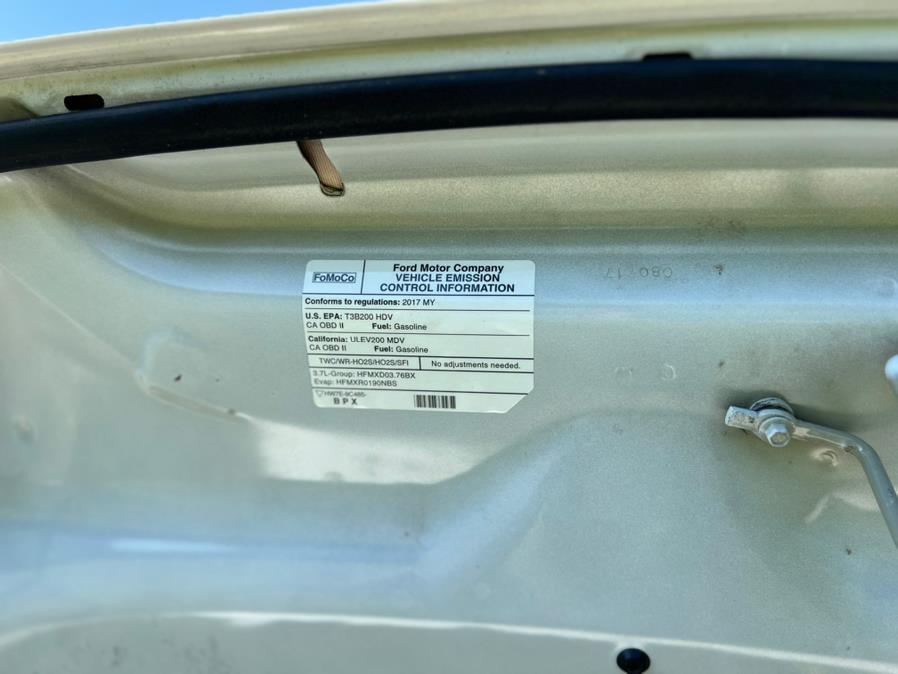 FoMoCo
Ford Motor Company
VEHICLE EMISSION
CONTROL INFORMATION
Conforms to regulations: 2017 MY
U.S. EPA: T3B200 HDV
CA OBD II Fuel: Gasoline
California: ULEV200 MDV
CA OBD II Fuel: Gasoline
TWC/WR-HO2S/HO2S/SFI No adjustments needed.
3.7L-Group: HFMXD03.76BX
Evap: HFMXR0190NBS
HW7E-9C485-
B P X